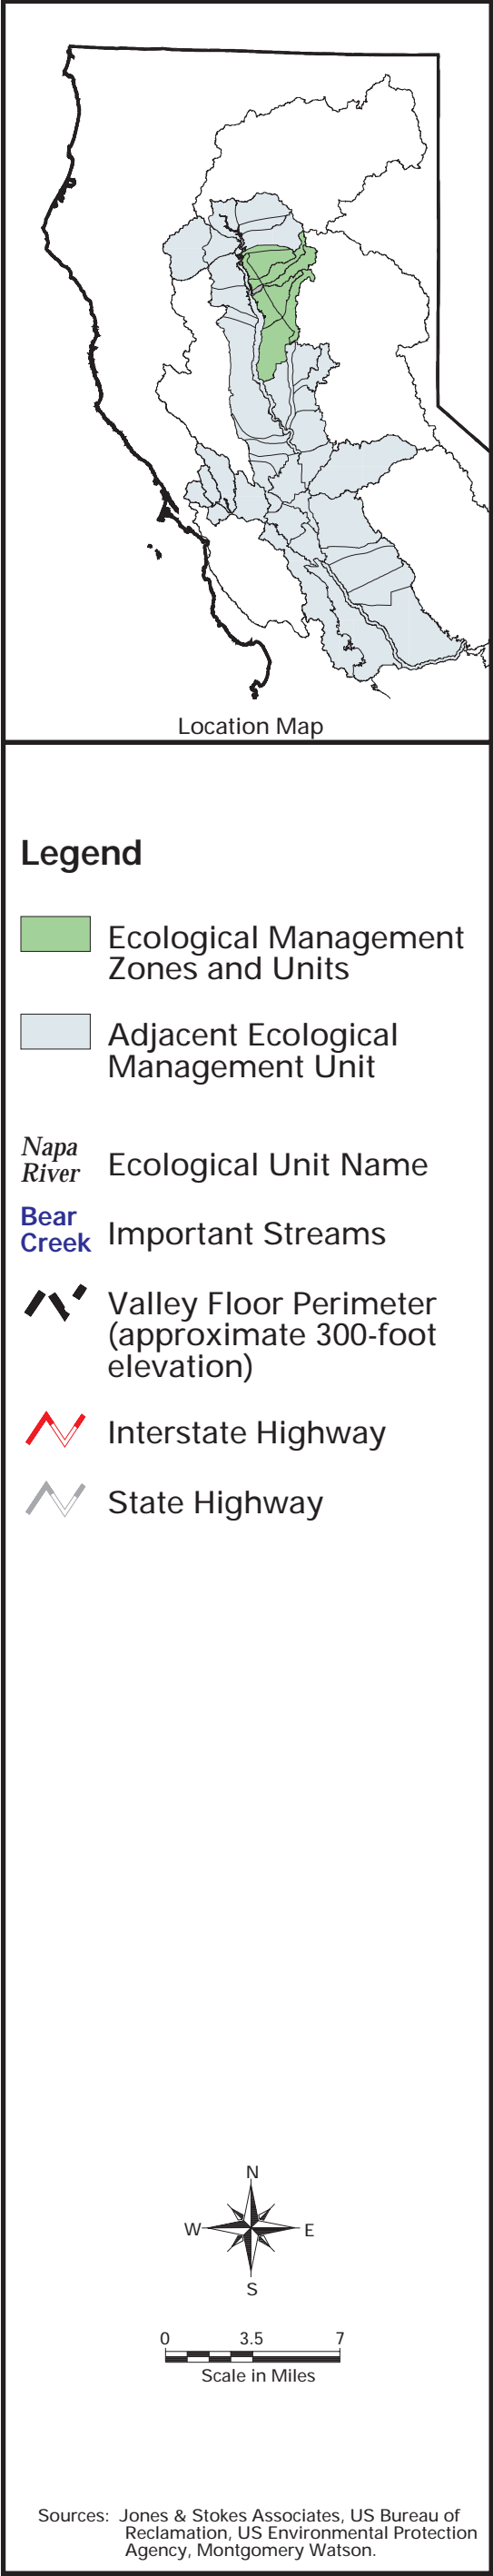 Location Map
Legend
Ecological Management
Zones and Units
Adjacent Ecological
Management Unit
Napa
River
Ecological Unit Name
Bear
Creek
Important Streams
Valley Floor Perimeter
(approximate 300-foot
elevation)
Interstate Highway
State Highway
N
W
E
S
0 3.5 7
Scale in Miles
Sources: Jones & Stokes Associates, US Bureau of
Reclamation, US Environmental Protection
Agency, Montgomery Watson.